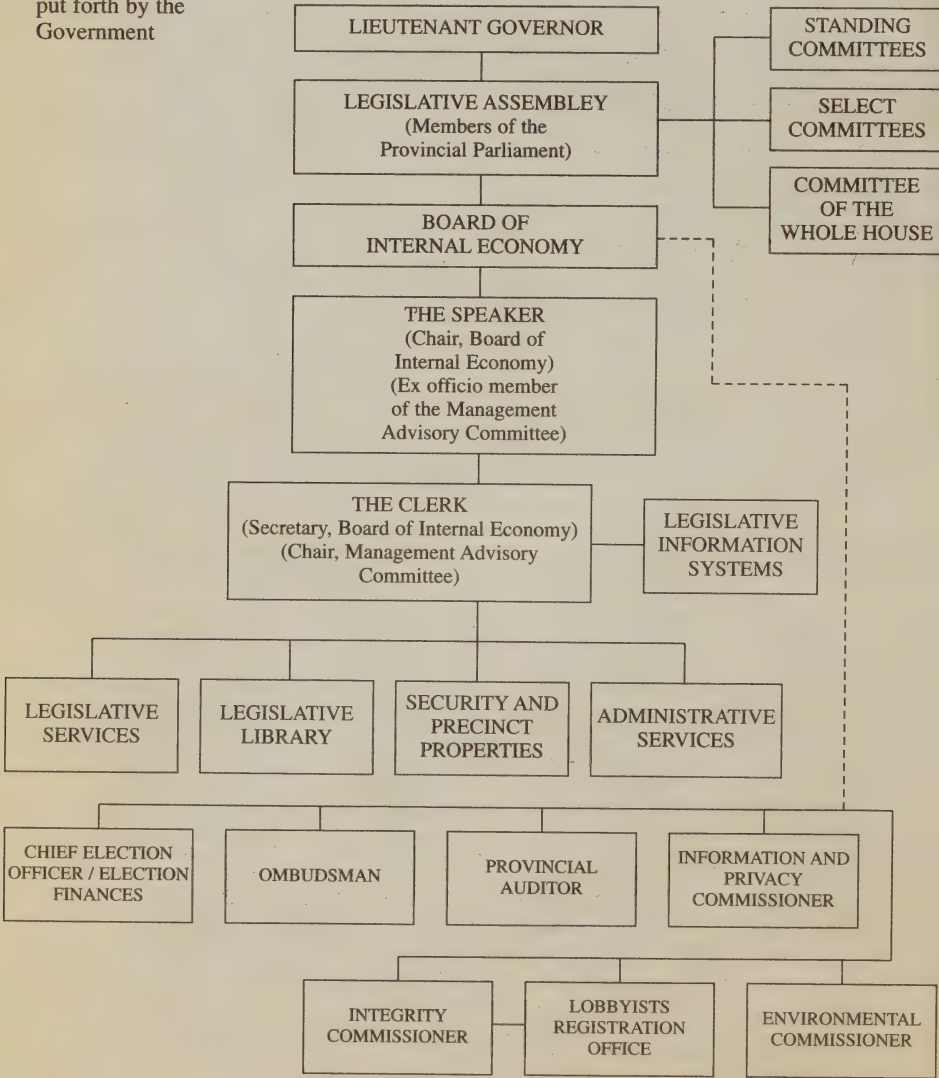 put forth by the
Government
LIEUTENANT GOVERNOR
STANDING
COMMITTEES
LEGISLATIVE ASSEMBLEY
(Members of the
Provincial Parliament)
SELECT
COMMITTEES
COMMITTEE
OF THE
WHOLE HOUSE
BOARD OF
INTERNAL ECONOMY
THE SPEAKER
(Chair, Board of
Internal Economy)
(Ex officio member
of the Management
Advisory Committee)
THE CLERK
(Secretary, Board of Internal Economy)
(Chair, Management Advisory
Committee)
LEGISLATIVE
INFORMATION
SYSTEMS
LEGISLATIVE
SERVICES
LEGISLATIVE
LIBRARY
SECURITY AND
PRECINCT
PROPERTIES
ADMINISTRATIVE
SERVICES
CHIEF ELECTION
OFFICER / ELECTION
FINANCES
OMBUDSMAN
PROVINCIAL
AUDITOR
INFORMATION AND
PRIVACY
COMMISSIONER
INTEGRITY
COMMISSIONER
LOBBYISTS
REGISTRATION
OFFICE
ENVIRONMENTAL
COMMISSIONER